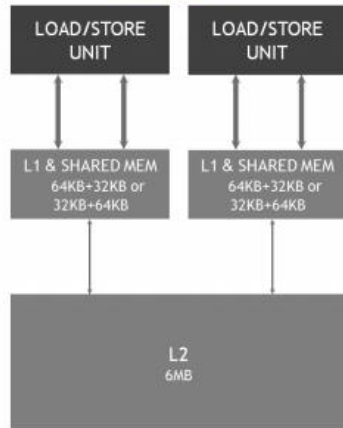 LOAD/STORE
UNIT
LOAD/STORE
UNIT
L1 & SHARED MEM
64KB+32KB or
32KB+64KB
L1 & SHARED MEM
64KB+32KB or
32KB+64KB
L2
6MB